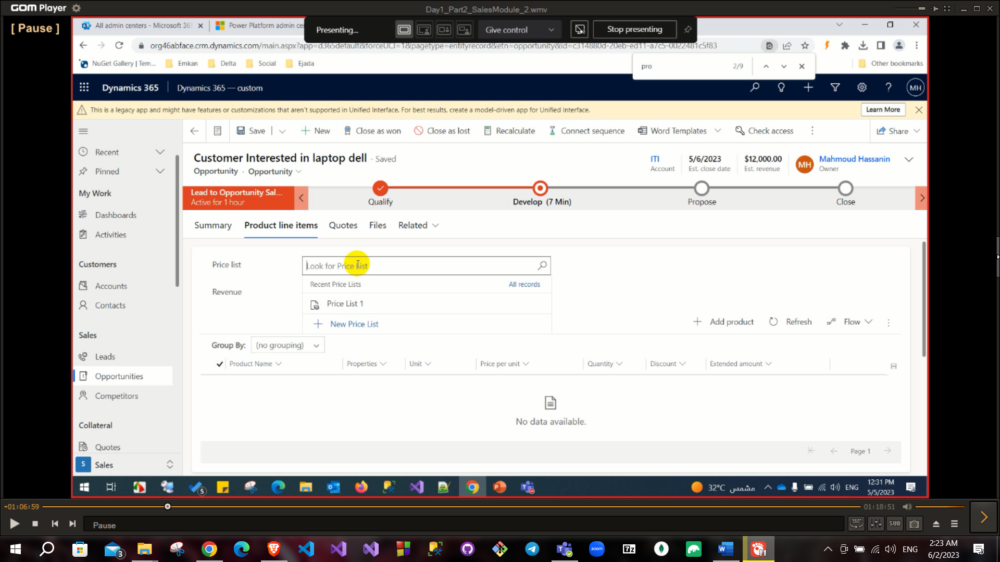 GOM Player
Day1_Part2_SalesModule_2.wmv
[ Pause ]
All admin centers - Microsoft 365
Power Platform admin ce
Presenting...
Give control
Stop presenting
org46abface.crm.dynamics.com/main.aspx?app=d365default&forceUCI=1&pagetype=entityrecord&etn=opportunity&id=c314880d-20eb-ed11-a7c5-0022481c5f83
NuGet Gallery | Tem...
Emkan
Delta
Social
Ejada
pro
2/9
Other bookmarks
Dynamics 365
Dynamics 365 — custom
MH
This is a legacy app and might have features or customizations that aren't supported in Unified Interface. For best results, create a model-driven app for Unified Interface.
Learn More
Save
New
Close as won
Close as lost
Recalculate
Connect sequence
Word Templates
Check access
Share
Recent
Pinned
My Work
Dashboards
Activities
Customers
Accounts
Contacts
Sales
Leads
Opportunities
Competitors
Collateral
Quotes
S
Sales
Customer Interested in laptop dell - Saved
Opportunity · Opportunity
ITI
Account
5/6/2023
Est. close date
$12,000.00
Est. revenue
MH
Mahmoud Hassanin
Owner
Lead to Opportunity Sal...
Active for 1 hour
Qualify
Develop (7 Min)
Propose
Close
Summary
Product line items
Quotes
Files
Related
Price list
Look for Price List
Recent Price Lists
All records
Revenue
Price List 1
New Price List
Add product
Refresh
Flow
Group By:
(no grouping)
Product Name
Properties
Unit
Price per unit
Quantity
Discount
Extended amount
No data available.
Page 1
5
32°C
مشمس
ENG
12:31 PM
5/5/2023
-01:06:59
01:18:51
Pause
360°
SUB
3
zoom
7z
ENG
2:23 AM
6/2/2023